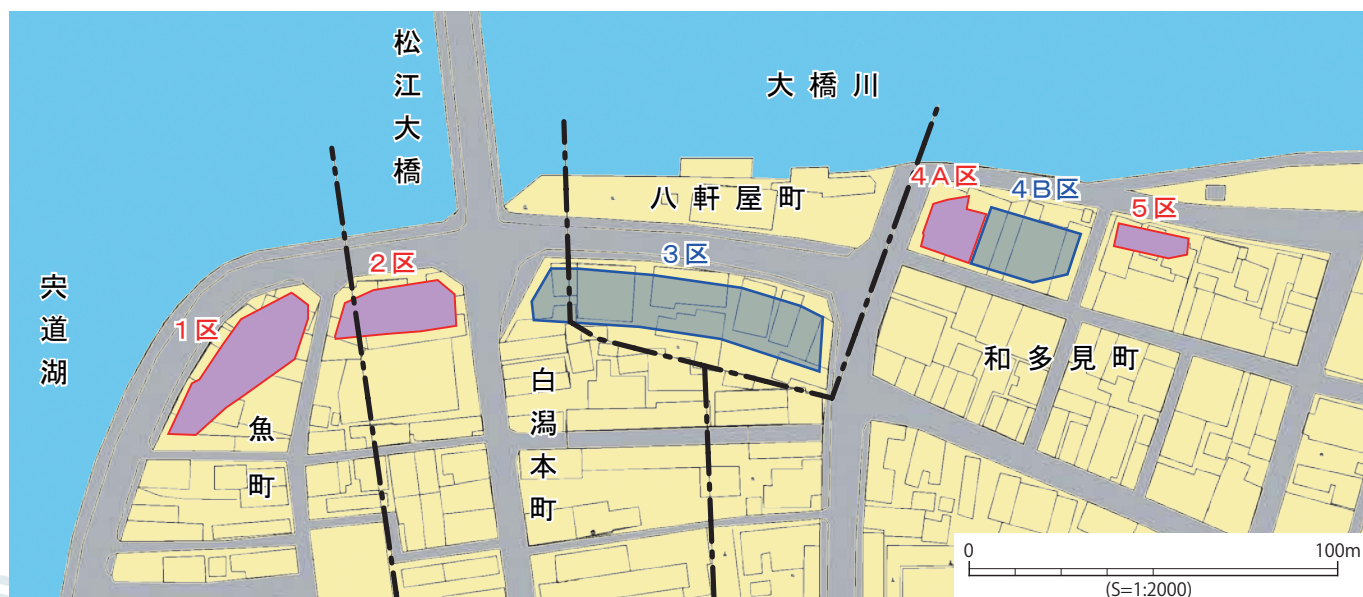 松江大橋
大橋川
八軒屋町
4A区
4B区
5区
3区
2区
1区
宍道湖
和多見町
白潟本町
魚町
0
100m
(S=1:2000)